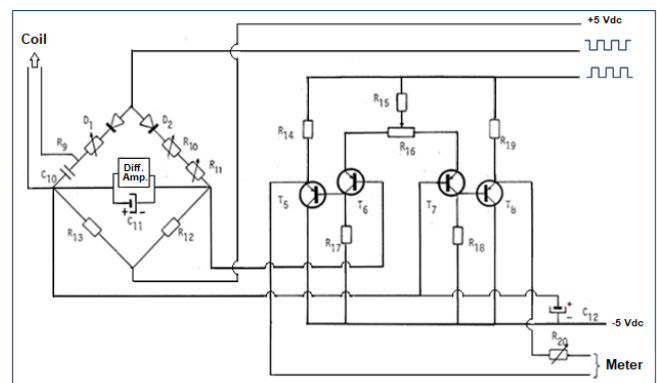 +5 Vdc
Coil
R15
D1
D2
R9
R14
R19
R10
R16
R11
C10
Diff.
Amp.
T5
T6
T7
T8
+ -
C11
R13
R12
R17
R18
+
C12
-
-5 Vdc
R20
Meter